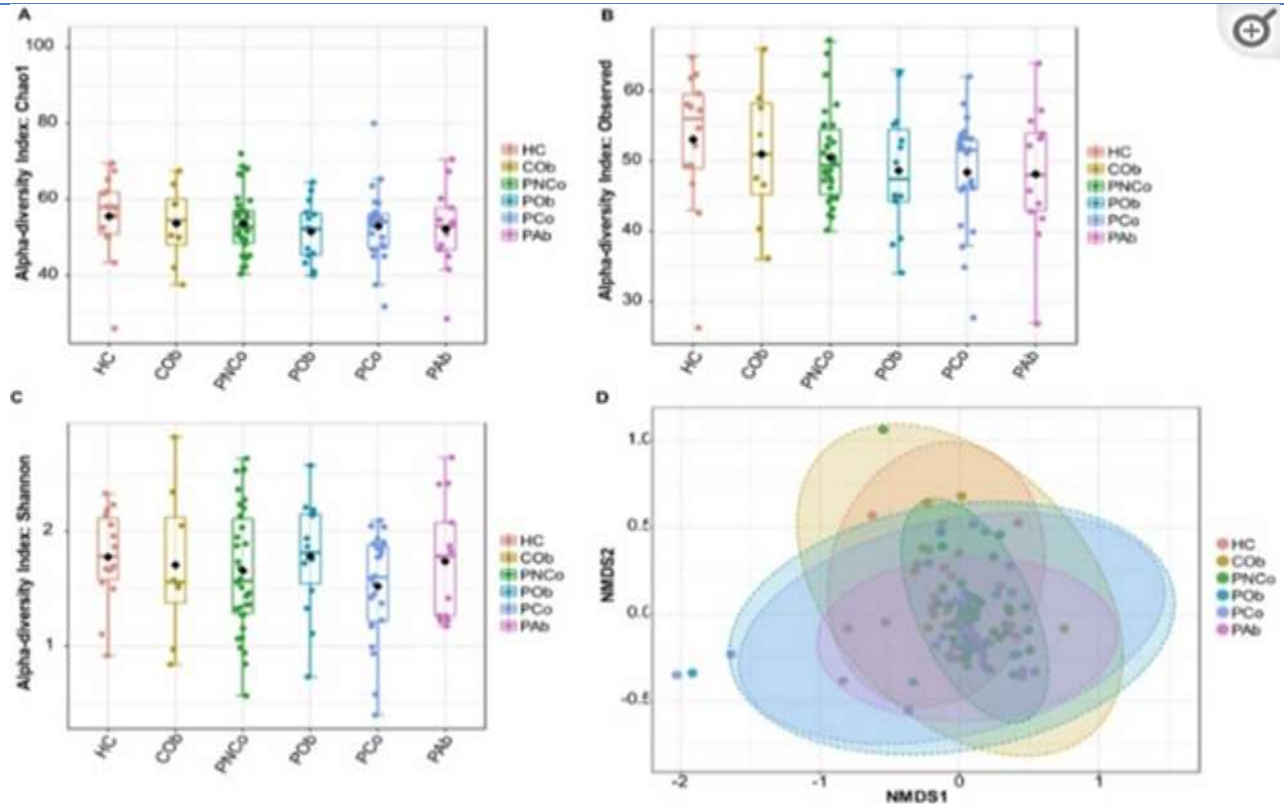 A
Alpha-diversity Index: Chao1
100
80
60
40
HC
COb
PNCo
POb
PCo
PAb
HC
COb
PNCo
POb
PCo
PAb
B
Alpha-diversity Index: Observed
60
50
40
30
HC
COb
PNCo
POb
PCo
PAb
HC
COb
PNCo
POb
PCo
PAb
C
Alpha-diversity Index: Shannon
2
1
HC
COb
PNCo
POb
PCo
PAb
HC
COb
PNCo
POb
PCo
PAb
D
NMDS2
1.0
0.5
0.0
-0.5
-2
-1
0
1
NMDS1
HC
COb
PNCo
POb
PCo
PAb